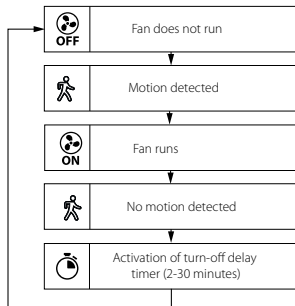 OFF
Fan does not run
Motion detected
ON
Fan runs
No motion detected
Activation of turn-off delay
timer (2-30 minutes)